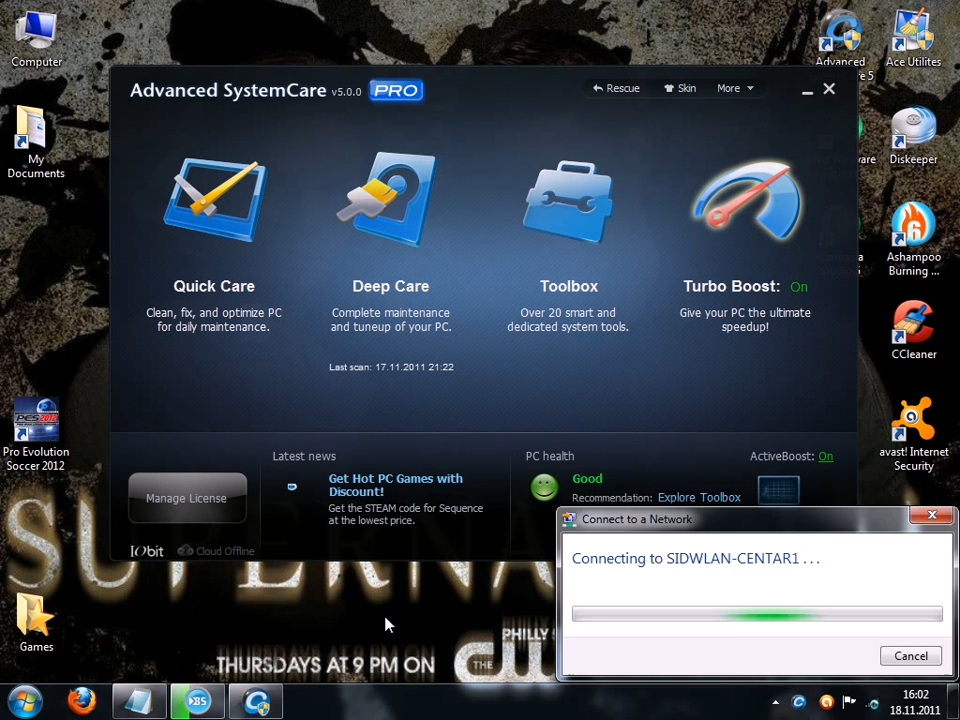 Computer
My
Documents
Pro Evolution
Soccer 2012
Games
Advanced SystemCare v5.0.0 PRO
Rescue
Skin
More
Quick Care
Clean, fix, and optimize PC
for daily maintenance.
Deep Care
Complete maintenance
and tuneup of your PC.
Last scan: 17.11.2011 21:22
Toolbox
Over 20 smart and
dedicated system tools.
Turbo Boost: On
Give your PC the ultimate
speedup!
Manage License
IObit
Cloud Offline
Latest news
Get Hot PC Games with
Discount!
Get the STEAM code for Sequence
at the lowest price.
PC health
Good
Recommendation: Explore Toolbox
ActiveBoost: On
Advanced
Ace Utilites
Diskeeper
Ashampoo
Burning ...
CCleaner
avast! Internet
Security
Connect to a Network
Connecting to SIDWLAN-CENTAR1 . . .
Cancel
THURSDAYS AT 9 PM ON
THE
CW
PHILLY
BS
16:02
18.11.2011